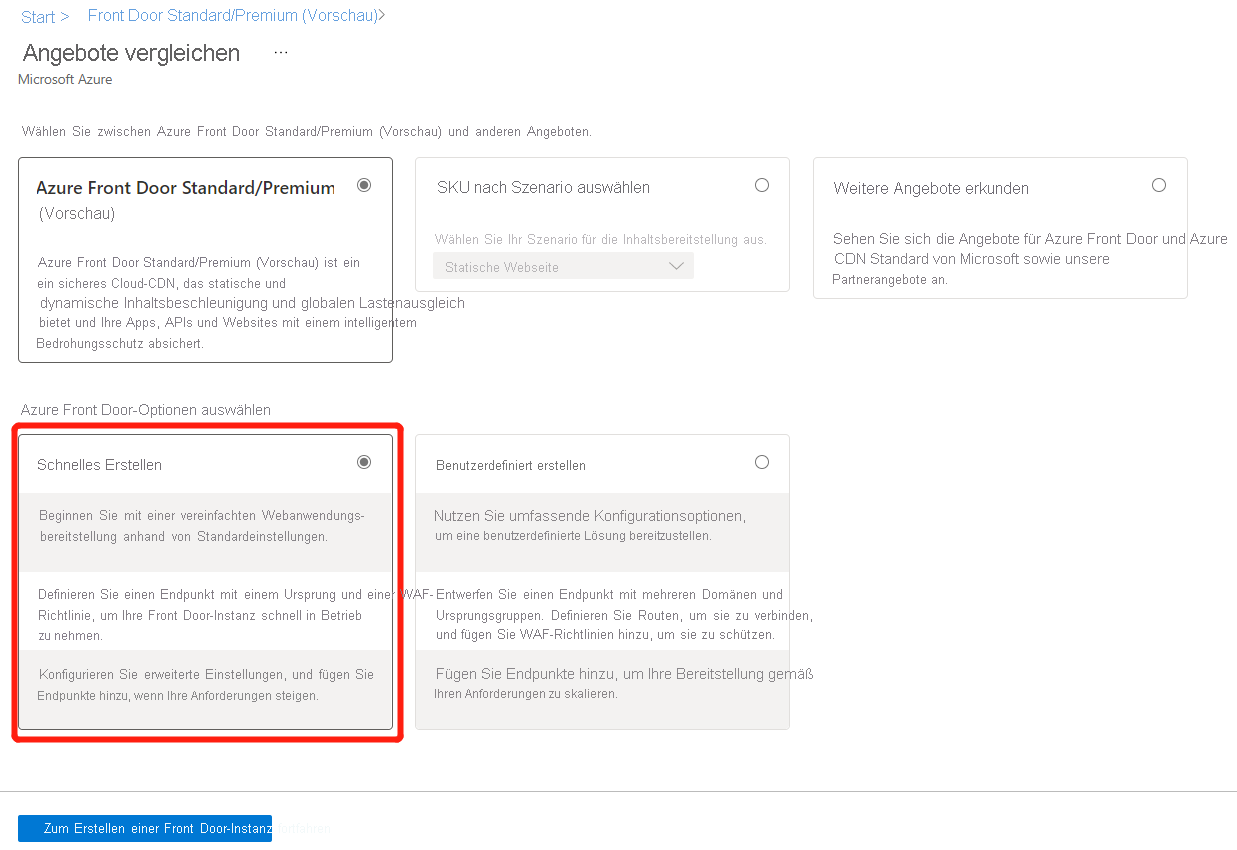 Start > Front Door Standard/Premium (Vorschau)>
Angebote vergleichen ...
Microsoft Azure
Wählen Sie zwischen Azure Front Door Standard/Premium (Vorschau) und anderen Angeboten.
Azure Front Door Standard/Premium
(Vorschau)
Azure Front Door Standard/Premium (Vorschau) ist ein
ein sicheres Cloud-CDN, das statische und
dynamische Inhaltsbeschleunigung und globalen Lastenausgleich
bietet und Ihre Apps, APIs und Websites mit einem intelligentem
Bedrohungsschutz absichert.
SKU nach Szenario auswählen
Wählen Sie Ihr Szenario für die Inhaltsbereitstellung aus.
Statische Webseite
Weitere Angebote erkunden
Sehen Sie sich die Angebote für Azure Front Door und Azure
CDN Standard von Microsoft sowie unsere
Partnerangebote an.
Azure Front Door-Optionen auswählen
Schnelles Erstellen
Beginnen Sie mit einer vereinfachten Webanwendungs-
bereitstellung anhand von Standardeinstellungen.
Definieren Sie einen Endpunkt mit einem Ursprung und einer WAF-
Richtlinie, um Ihre Front Door-Instanz schnell in Betrieb
zu nehmen.
Konfigurieren Sie erweiterte Einstellungen, und fügen Sie
Endpunkte hinzu, wenn Ihre Anforderungen steigen.
Benutzerdefiniert erstellen
Nutzen Sie umfassende Konfigurationsoptionen,
um eine benutzerdefinierte Lösung bereitzustellen.
Entwerfen Sie einen Endpunkt mit mehreren Domänen und
Ursprungsgruppen. Definieren Sie Routen, um sie zu verbinden,
und fügen Sie WAF-Richtlinien hinzu, um sie zu schützen.
Fügen Sie Endpunkte hinzu, um Ihre Bereitstellung gemäß
Ihren Anforderungen zu skalieren.
Zum Erstellen einer Front Door-Instanz